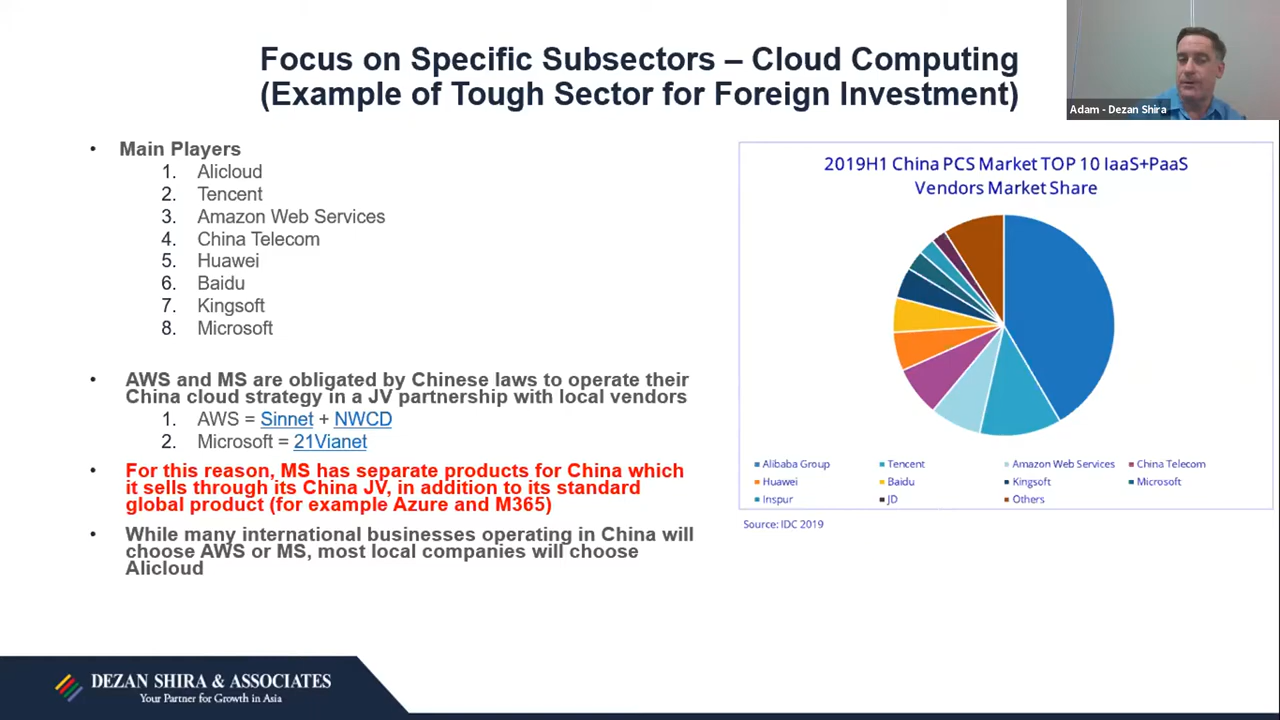 Focus on Specific Subsectors – Cloud Computing
(Example of Tough Sector for Foreign Investment)
Adam - Dezan Shira
• Main Players
1. Alicloud
2. Tencent
3. Amazon Web Services
4. China Telecom
5. Huawei
6. Baidu
7. Kingsoft
8. Microsoft
• AWS and MS are obligated by Chinese laws to operate their
China cloud strategy in a JV partnership with local vendors
1. AWS = Sinnet + NWCD
2. Microsoft = 21Vianet
• For this reason, MS has separate products for China which
it sells through its China JV, in addition to its standard
global product (for example Azure and M365)
• While many international businesses operating in China will
choose AWS or MS, most local companies will choose
Alicloud
2019H1 China PCS Market TOP 10 IaaS+PaaS
Vendors Market Share
Alibaba Group Tencent Amazon Web Services China Telecom
Huawei Baidu Kingsoft Microsoft
Inspur JD Others
Source: IDC 2019
DEZAN SHIRA & ASSOCIATES
Your Partner for Growth in Asia